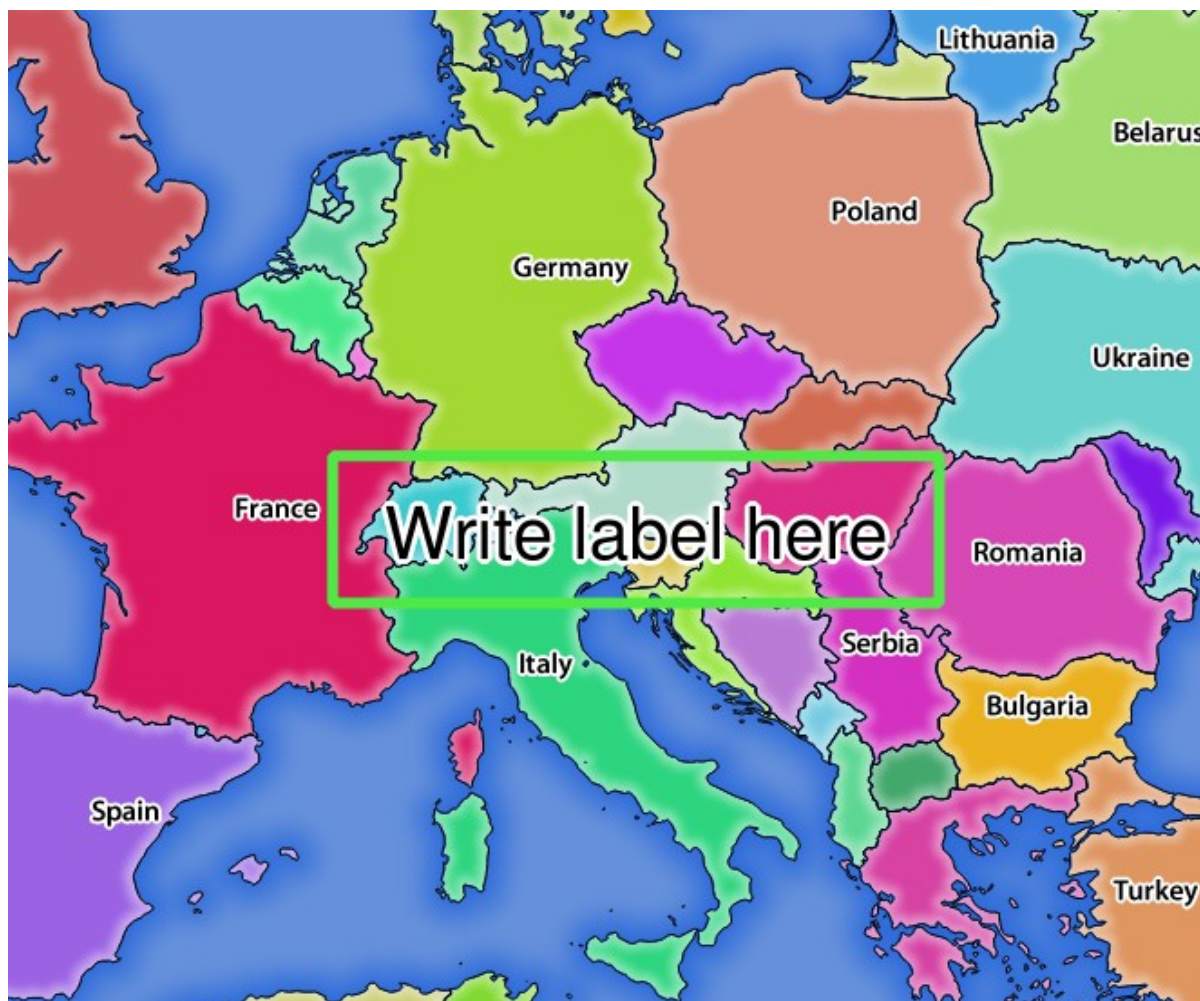 Lithuania
Belarus
Poland
Germany
Ukraine
France
Write label here
Romania
Serbia
Italy
Bulgaria
Spain
Turkey